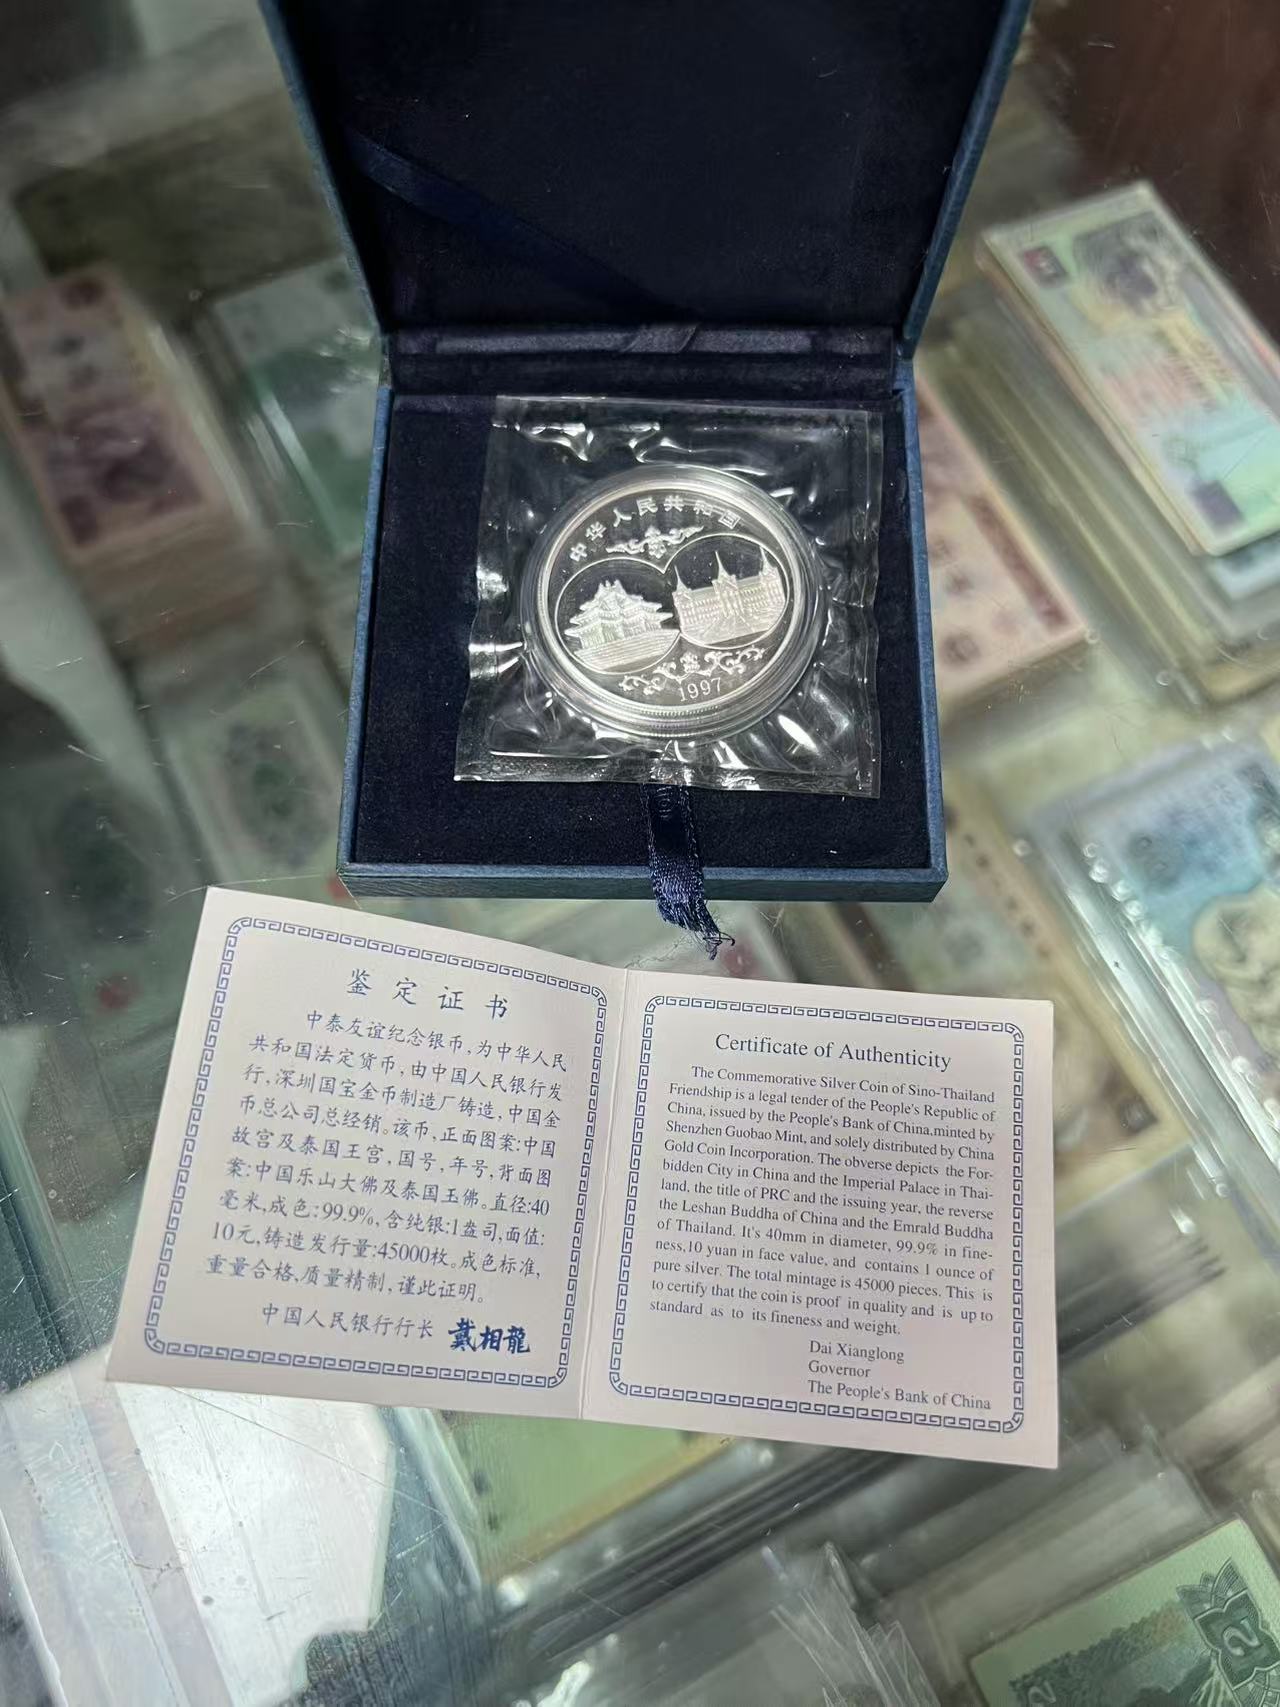 中华人民共和国
1997
鉴定证书
中泰友谊纪念银币,为中华人民
共和国法定货币,由中国人民银行发
行,深圳国宝金币制造厂铸造,中国金
币总公司总经销。该币,正面图案:中国
故宫及泰国王宫,国号,年号,背面图
案:中国乐山大佛及泰国玉佛。直径:40
毫米,成色:99.9%,含纯银:1盎司,面值:
10元,铸造发行量:45000枚。成色标准,
重量合格,质量精制,谨此证明。
中国人民银行行长 戴相龍
Certificate of Authenticity
The Commemorative Silver Coin of Sino-Thailand
Friendship is a legal tender of the People's Republic of
China, issued by the People's Bank of China,minted by
Shenzhen Guobao Mint, and solely distributed by China
Gold Coin Incorporation. The obverse depicts the For-
bidden City in China and the Imperial Palace in Thai-
land, the title of PRC and the issuing year, the reverse
the Leshan Buddha of China and the Emrald Buddha
of Thailand. It's 40mm in diameter, 99.9% in fine-
ness,10 yuan in face value, and contains 1 ounce of
pure silver. The total mintage is 45000 pieces. This is
to certify that the coin is proof in quality and is up to
standard as to its fineness and weight.
Dai Xianglong
Governor
The People's Bank of China
2